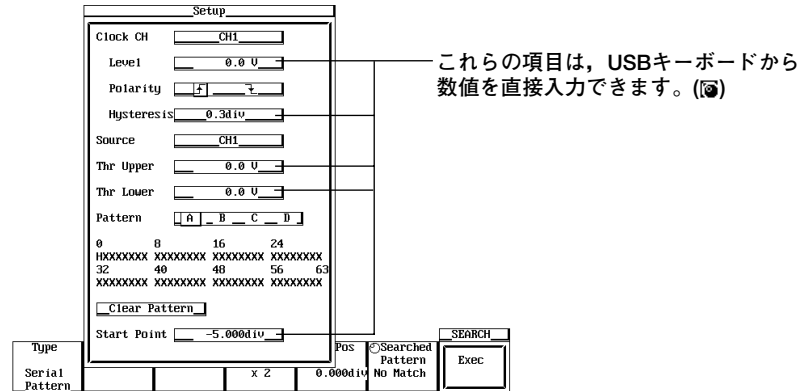 Setup
Clock CH CH1
Level 0.0 V
Polarity
Hysteresis 0.3div
Source CH1
Thr Upper 0.0 V
Thr Lower 0.0 V
Pattern A B C D
0 8 16 24
HXXXXXXX XXXXXXXX XXXXXXXX XXXXXXXX
32 40 48 56 63
XXXXXXXX XXXXXXXX XXXXXXXX XXXXXXXX
Clear Pattern
Start Point -5.000div
これらの項目は，USBキーボードから
数値を直接入力できます。()
Type
Serial
Pattern
x 2
Pos
0.000div
Searched
Pattern
No Match
SEARCH
Exec